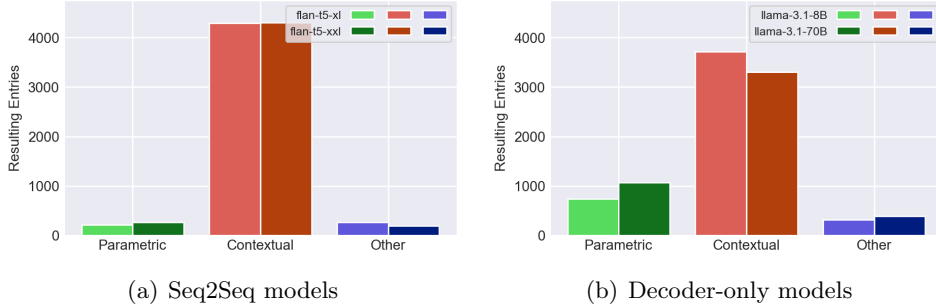 flan-t5-xl
flan-t5-xxl
Resulting Entries
4000
3000
2000
1000
0
Parametric Contextual Other
(a) Seq2Seq models
llama-3.1-8B
llama-3.1-70B
Resulting Entries
4000
3000
2000
1000
0
Parametric Contextual Other
(b) Decoder-only models